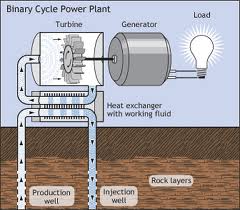 Binary Cycle Power Plant
Turbine
Generator
Load
Heat exchanger
with working fluid
Rock layers
Production
well
Injection
well